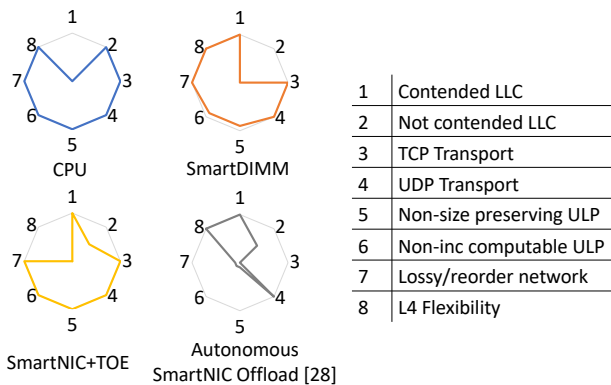 1
8
2
7
3
6
4
5
CPU
1
8
2
7
3
6
4
5
SmartDIMM
1
8
2
7
3
6
4
5
SmartNIC+TOE
1
8
2
7
3
6
4
5
Autonomous
SmartNIC Offload [28]
1 Contended LLC
2 Not contended LLC
3 TCP Transport
4 UDP Transport
5 Non-size preserving ULP
6 Non-inc computable ULP
7 Lossy/reorder network
8 L4 Flexibility